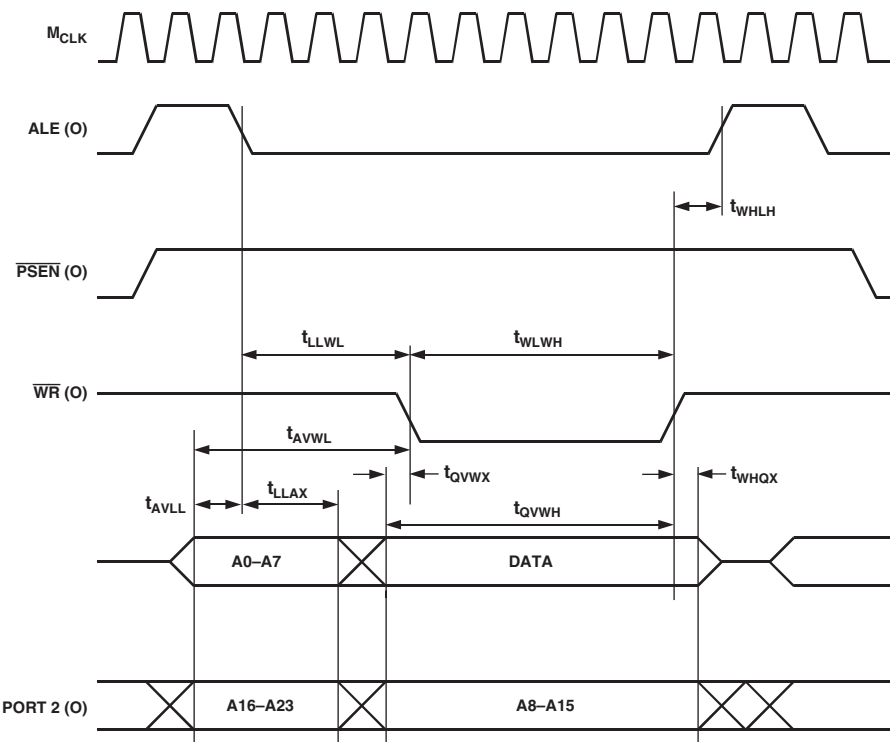 MCLK
ALE (O)
tWHLH
PSEN (O)
tLLWL
tWLWH
WR (O)
tAVWL
tQVWX
tWHQX
tAVLL
tLLAX
tQVWH
A0–A7
DATA
PORT 2 (O)
A16–A23
A8–A15